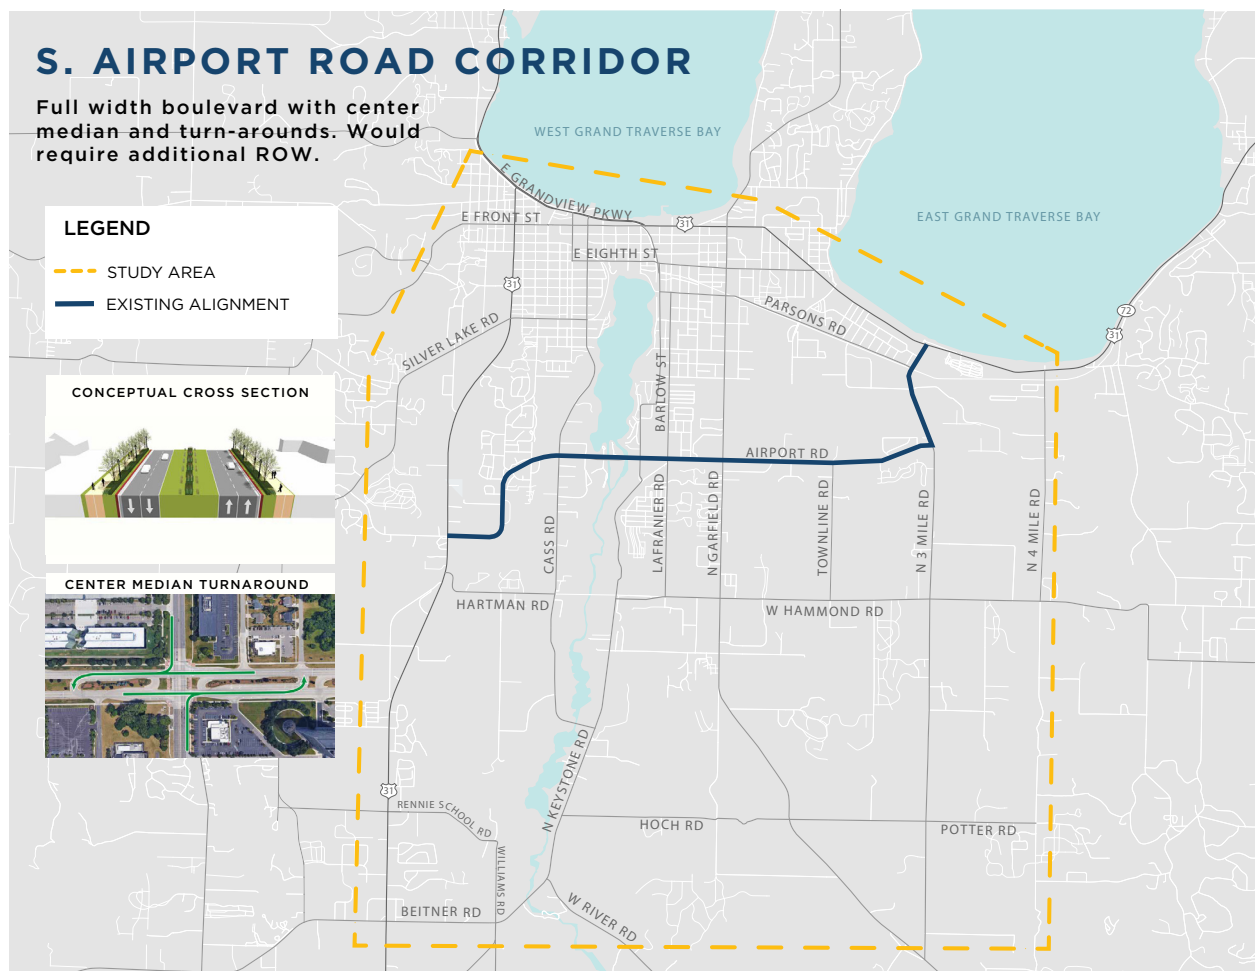 S. AIRPORT ROAD CORRIDOR
Full width boulevard with center
median and turn-arounds. Would
require additional ROW.
LEGEND
STUDY AREA
EXISTING ALIGNMENT
CONCEPTUAL CROSS SECTION
CENTER MEDIAN TURNAROUND
WEST GRAND TRAVERSE BAY
EAST GRAND TRAVERSE BAY
E GRANDVIEW PKWY
E FRONT ST
31
E EIGHTH ST
31
72
31
PARSONS RD
SILVER LAKE RD
BARLOW ST
AIRPORT RD
CASS RD
LAFRANIER RD
N GARFIELD RD
TOWNLINE RD
N 3 MILE RD
N 4 MILE RD
HARTMAN RD
W HAMMOND RD
N KEYSTONE RD
31
RENNIE SCHOOL RD
HOCH RD
POTTER RD
WILLIAMS RD
BEITNER RD
W RIVER RD